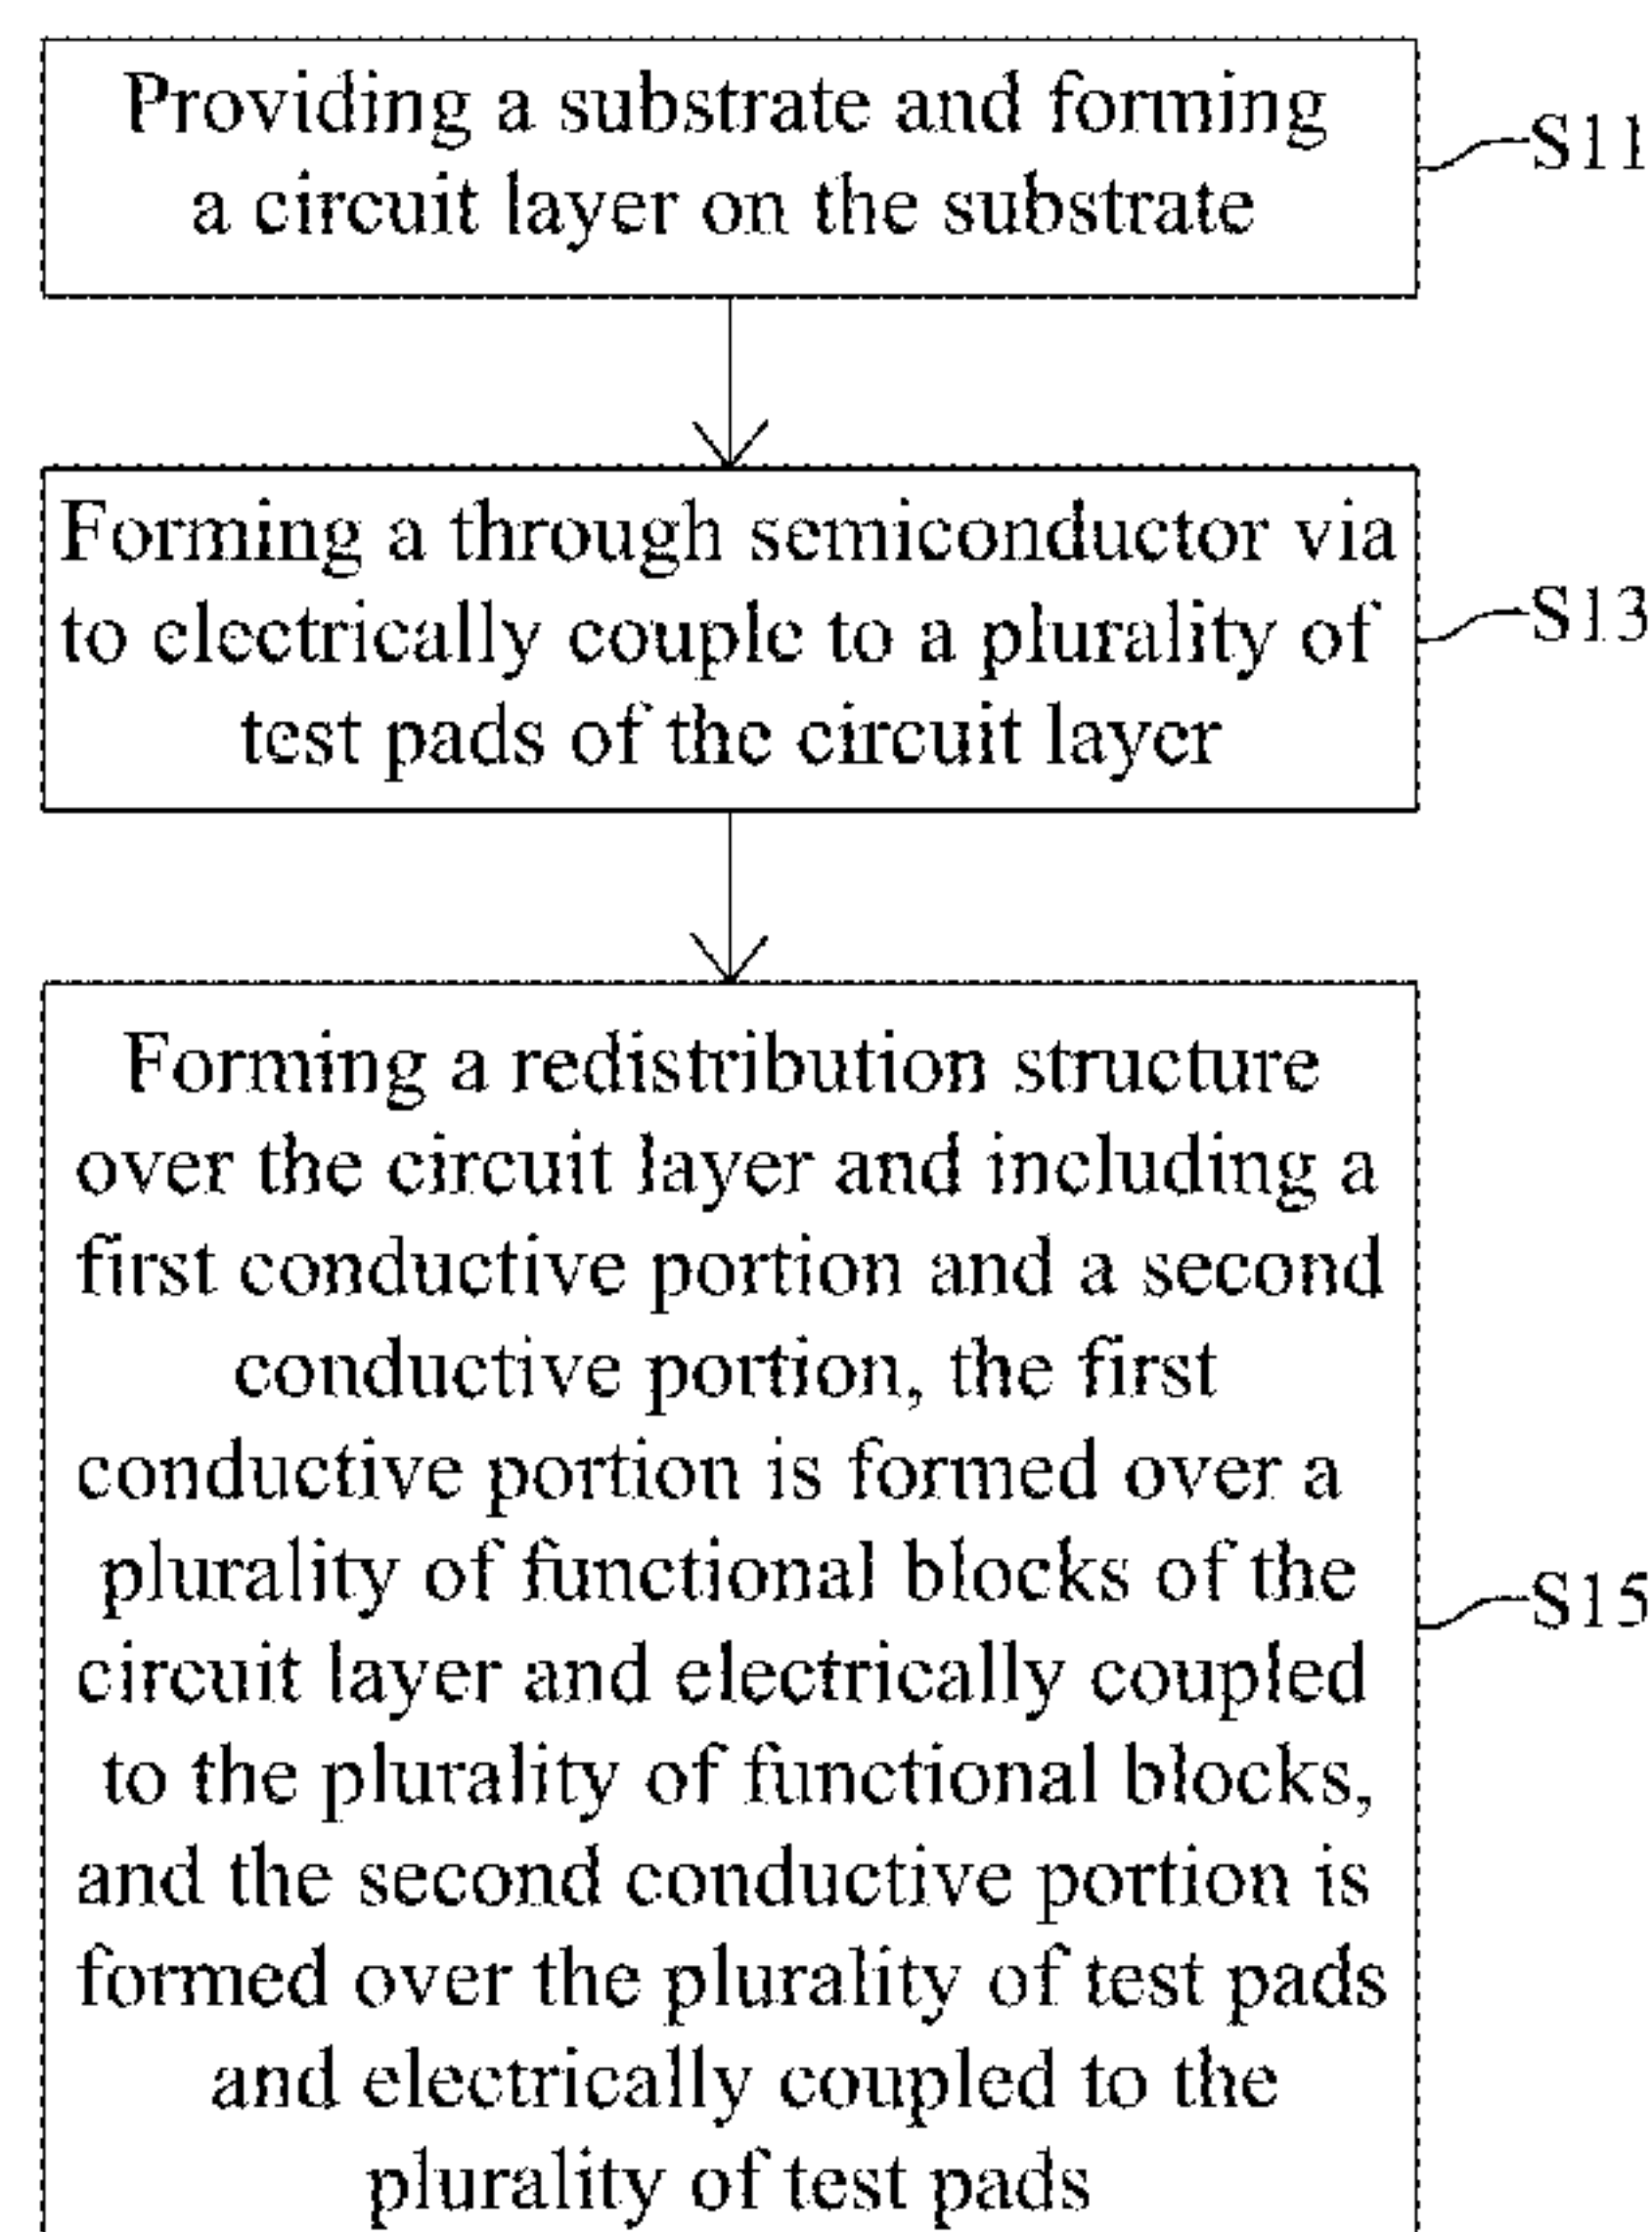 Providing a substrate and forming
a circuit layer on the substrate
S11
Forming a through semiconductor via
to electrically couple to a plurality of
test pads of the circuit layer
S13
Forming a redistribution structure
over the circuit layer and including a
first conductive portion and a second
conductive portion, the first
conductive portion is formed over a
plurality of functional blocks of the
circuit layer and electrically coupled
to the plurality of functional blocks,
and the second conductive portion is
formed over the plurality of test pads
and electrically coupled to the
plurality of test pads
S15